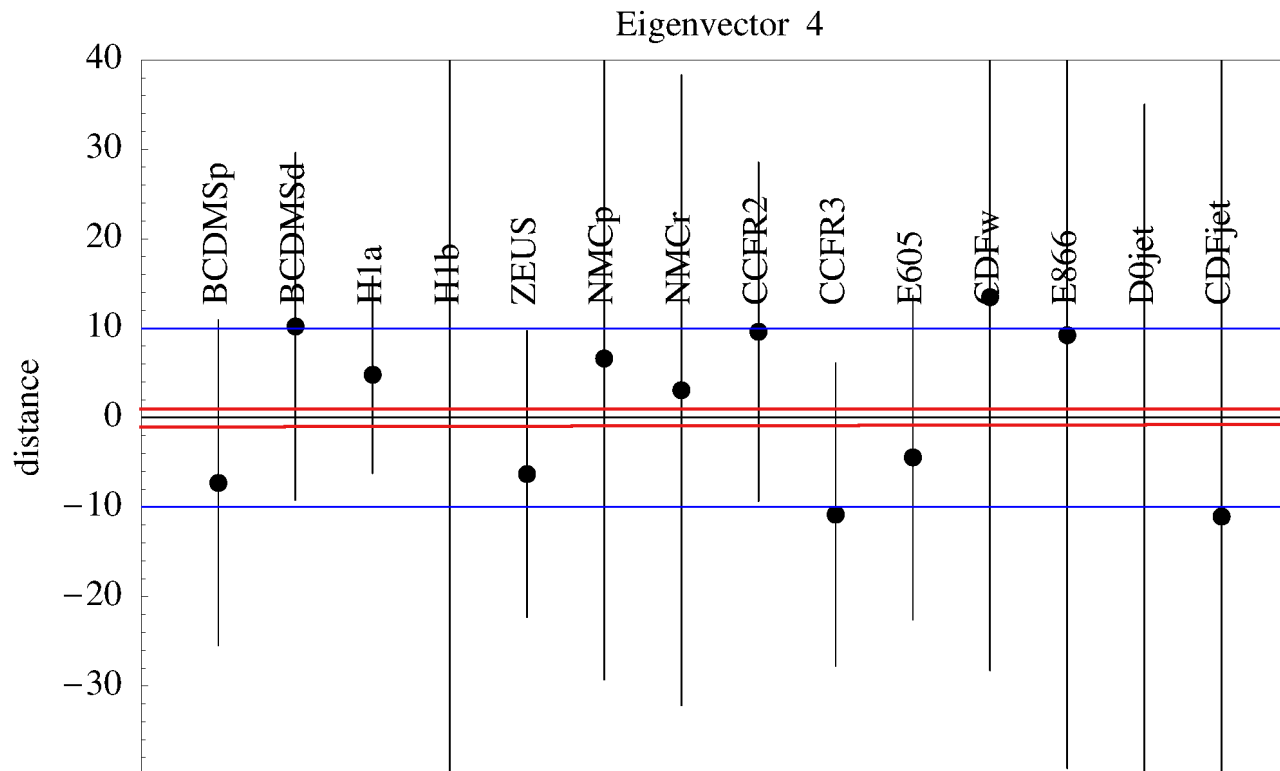 Eigenvector 4
40
30
20
10
0
−10
−20
−30
distance
BCDMSp
BCDMSd
H1a
H1b
ZEUS
NMCp
NMCr
CCFR2
CCFR3
E605
CDFw
E866
D0jet
CDFjet